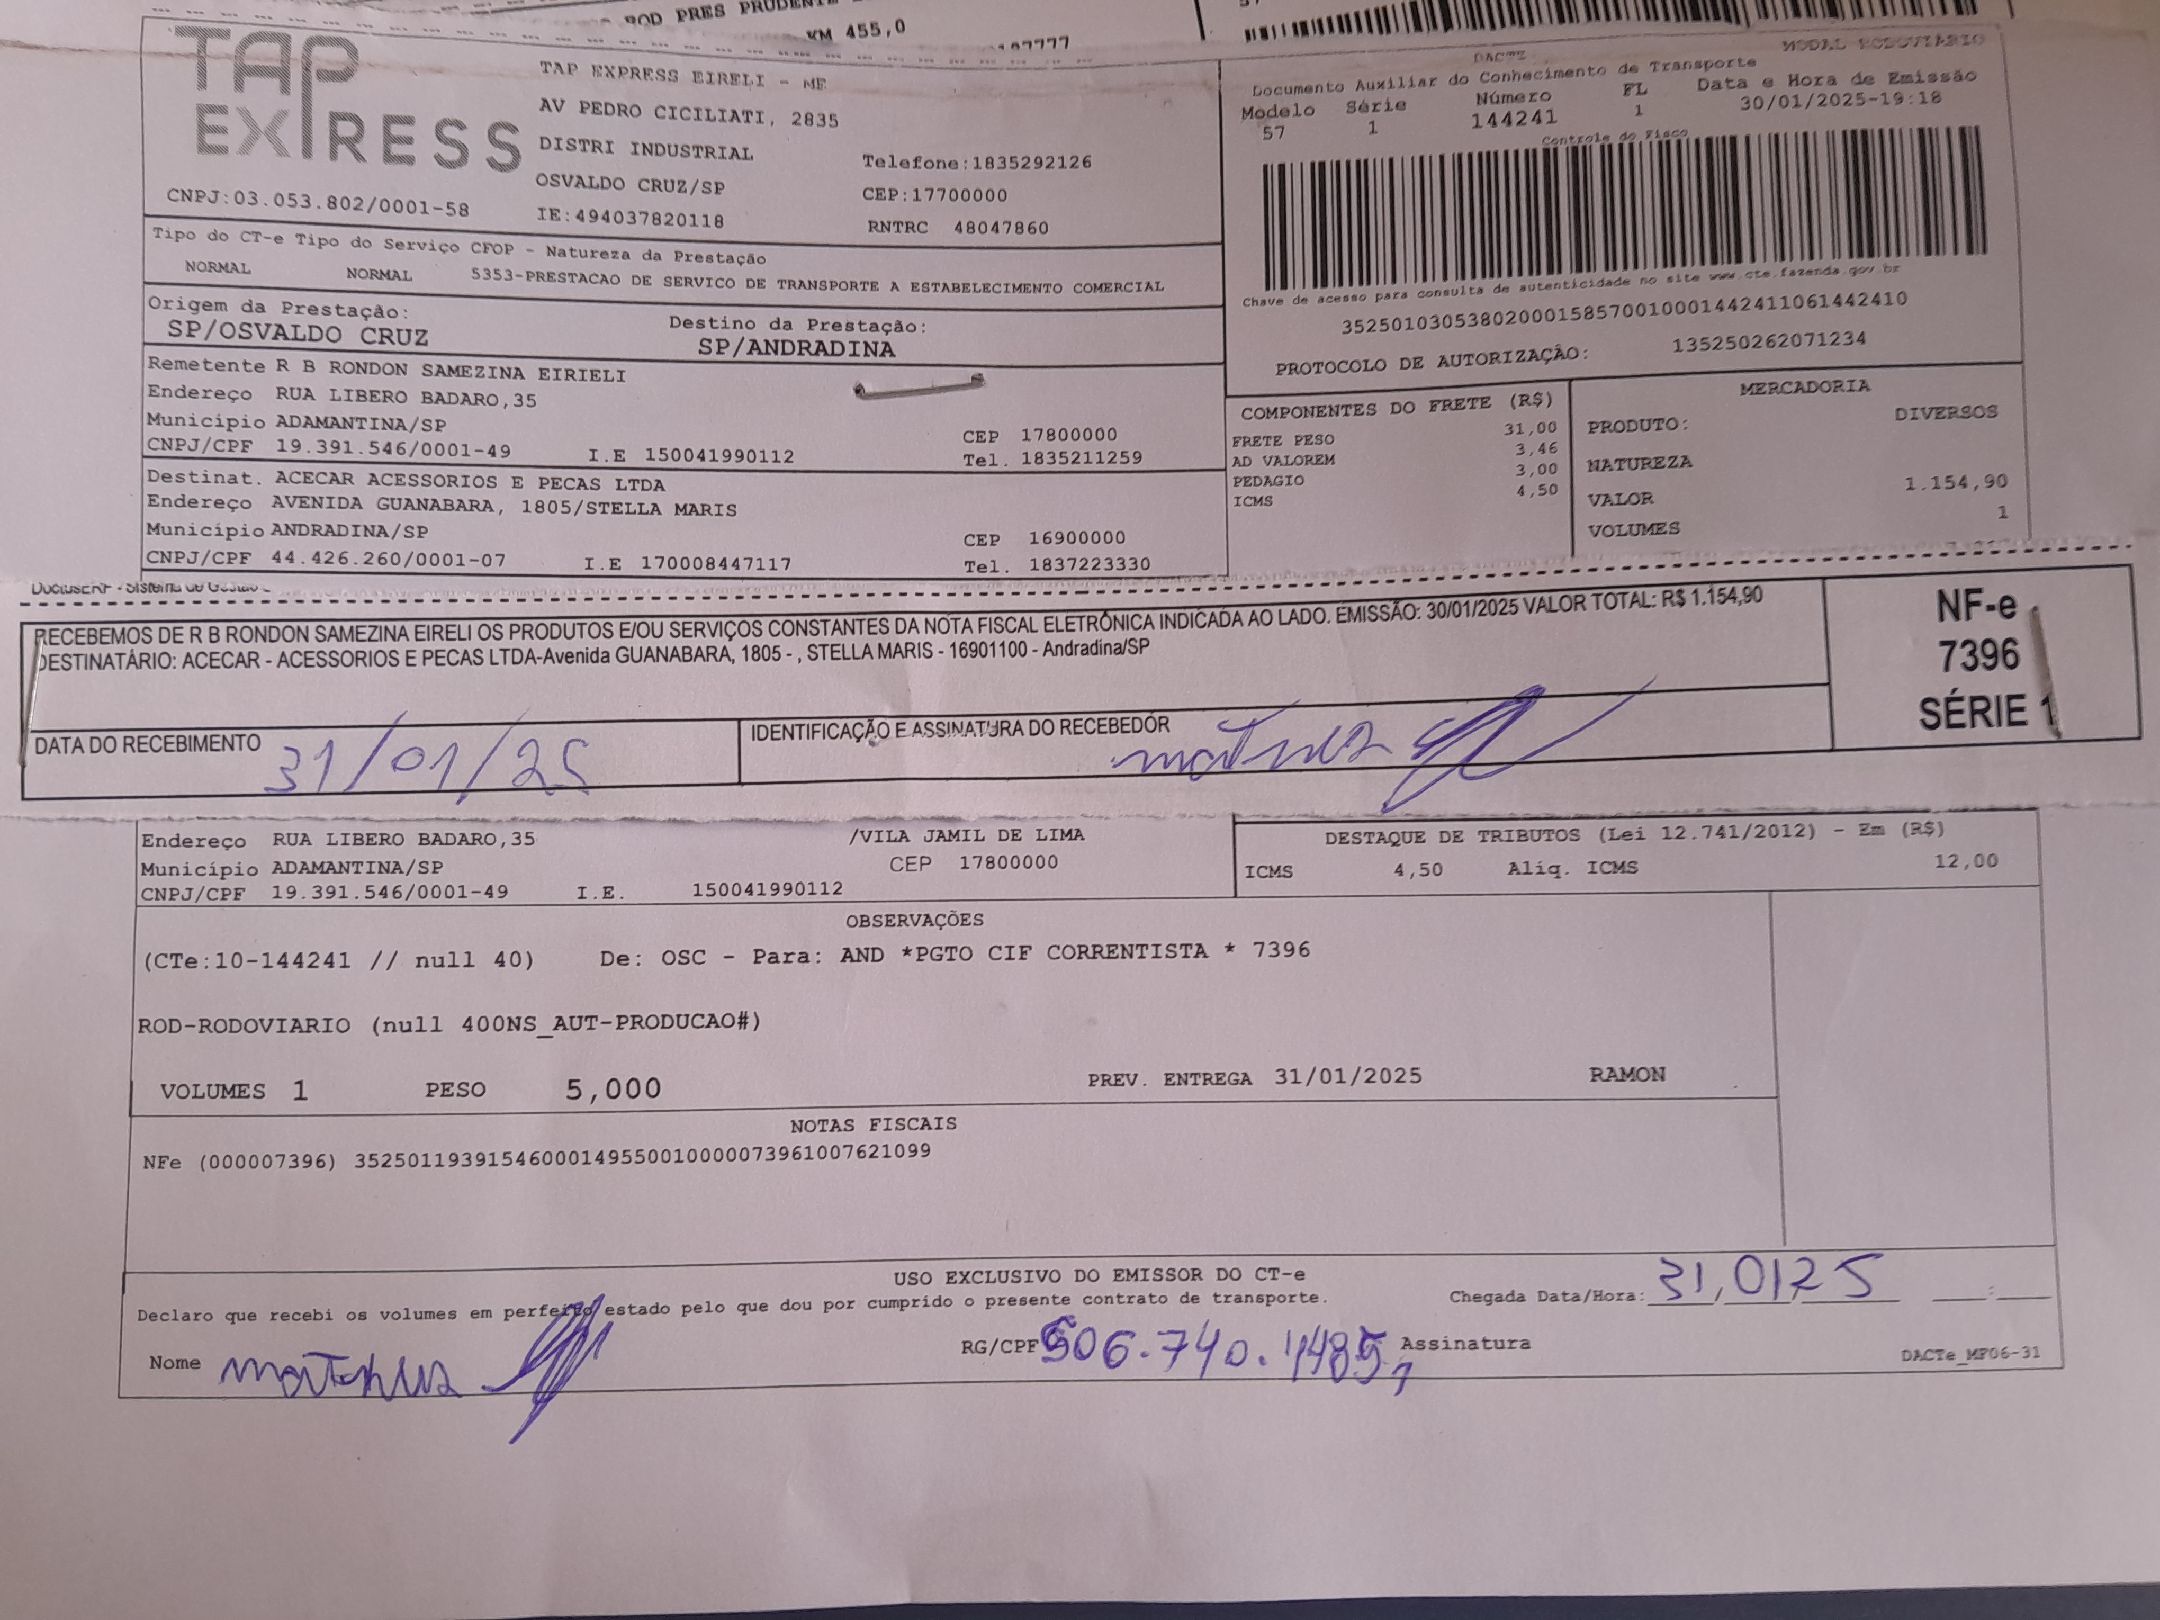 ROD PRES PRUDENTE
KM 455,0
TAP
EXPRESS
CNPJ:03.053.802/0001-58
TAP EXPRESS EIRELI - ME
AV PEDRO CICILIATI, 2835
DISTRI INDUSTRIAL
OSVALDO CRUZ/SP
IE:494037820118
Telefone:1835292126
CEP:17700000
RNTRC 48047860
Tipo do CT-e Tipo do Serviço CFOP - Natureza da Prestação
NORMAL NORMAL 5353-PRESTACAO DE SERVICO DE TRANSPORTE A ESTABELECIMENTO COMERCIAL
Origem da Prestação:
SP/OSVALDO CRUZ
Destino da Prestação:
SP/ANDRADINA
Remetente R B RONDON SAMEZINA EIRIELI
Endereço RUA LIBERO BADARO,35
Município ADAMANTINA/SP
CEP 17800000
CNPJ/CPF 19.391.546/0001-49 I.E 150041990112 Tel. 1835211259
Destinat. ACECAR ACESSORIOS E PECAS LTDA
Endereço AVENIDA GUANABARA, 1805/STELLA MARIS
Município ANDRADINA/SP CEP 16900000
CNPJ/CPF 44.426.260/0001-07 I.E 170008447117 Tel. 1837223330
DACTE MODAL RODOVIÁRIO
Documento Auxiliar do Conhecimento de Transporte
Modelo Série Número FL Data e Hora de Emissão
57 1 144241 1 30/01/2025-19:18
Controle do Fisco
Chave de acesso para consulta de autenticidade no site www.cte.fazenda.gov.br
35250103053802000158570010001442411061442410
PROTOCOLO DE AUTORIZAÇÃO: 135250262071234
COMPONENTES DO FRETE (R$)
FRETE PESO 31,00
AD VALOREM 3,46
PEDAGIO 3,00
ICMS 4,50
MERCADORIA
PRODUTO: DIVERSOS
NATUREZA
VALOR 1.154,90
VOLUMES 1
RECEBEMOS DE R B RONDON SAMEZINA EIRELI OS PRODUTOS E/OU SERVIÇOS CONSTANTES DA NOTA FISCAL ELETRÔNICA INDICADA AO LADO. EMISSÃO: 30/01/2025 VALOR TOTAL: R$ 1.154,90
DESTINATÁRIO: ACECAR - ACESSORIOS E PECAS LTDA-Avenida GUANABARA, 1805 - , STELLA MARIS - 16901100 - Andradina/SP
NF-e
7396
SÉRIE 1
DATA DO RECEBIMENTO 31/01/25
IDENTIFICAÇÃO E ASSINATURA DO RECEBEDOR
Endereço RUA LIBERO BADARO,35 /VILA JAMIL DE LIMA
Município ADAMANTINA/SP CEP 17800000
CNPJ/CPF 19.391.546/0001-49 I.E. 150041990112
DESTAQUE DE TRIBUTOS (Lei 12.741/2012) - Em (R$)
ICMS 4,50 Alíq. ICMS 12,00
OBSERVAÇÕES
(CTe:10-144241 // null 40) De: OSC - Para: AND *PGTO CIF CORRENTISTA * 7396
ROD-RODOVIARIO (null 400NS_AUT-PRODUCAO#)
VOLUMES 1 PESO 5,000 PREV. ENTREGA 31/01/2025 RAMON
NOTAS FISCAIS
NFe (000007396) 35250119391546000149550010000073961007621099
USO EXCLUSIVO DO EMISSOR DO CT-e
Declaro que recebi os volumes em perfeito estado pelo que dou por cumprido o presente contrato de transporte. Chegada Data/Hora: 31,01,25
Nome Matheus RG/CPF Assinatura
DACTe_MF06-31